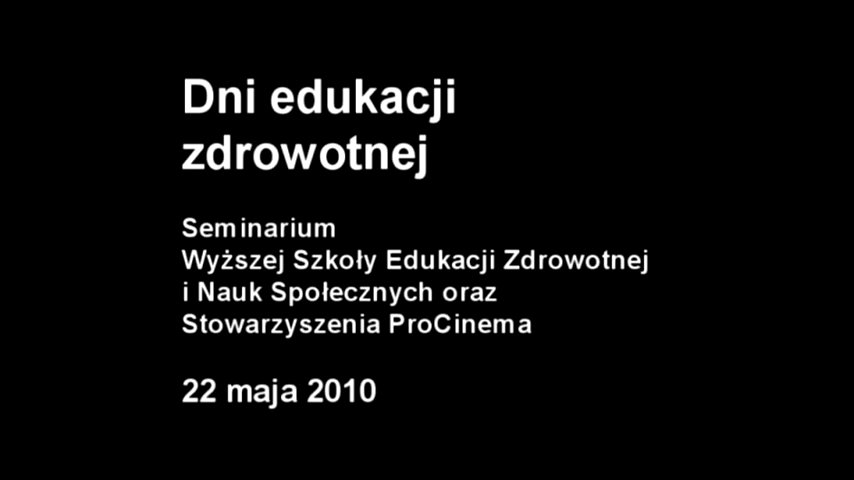 Dni edukacji
zdrowotnej
Seminarium
Wyższej Szkoły Edukacji Zdrowotnej
i Nauk Społecznych oraz
Stowarzyszenia ProCinema
22 maja 2010